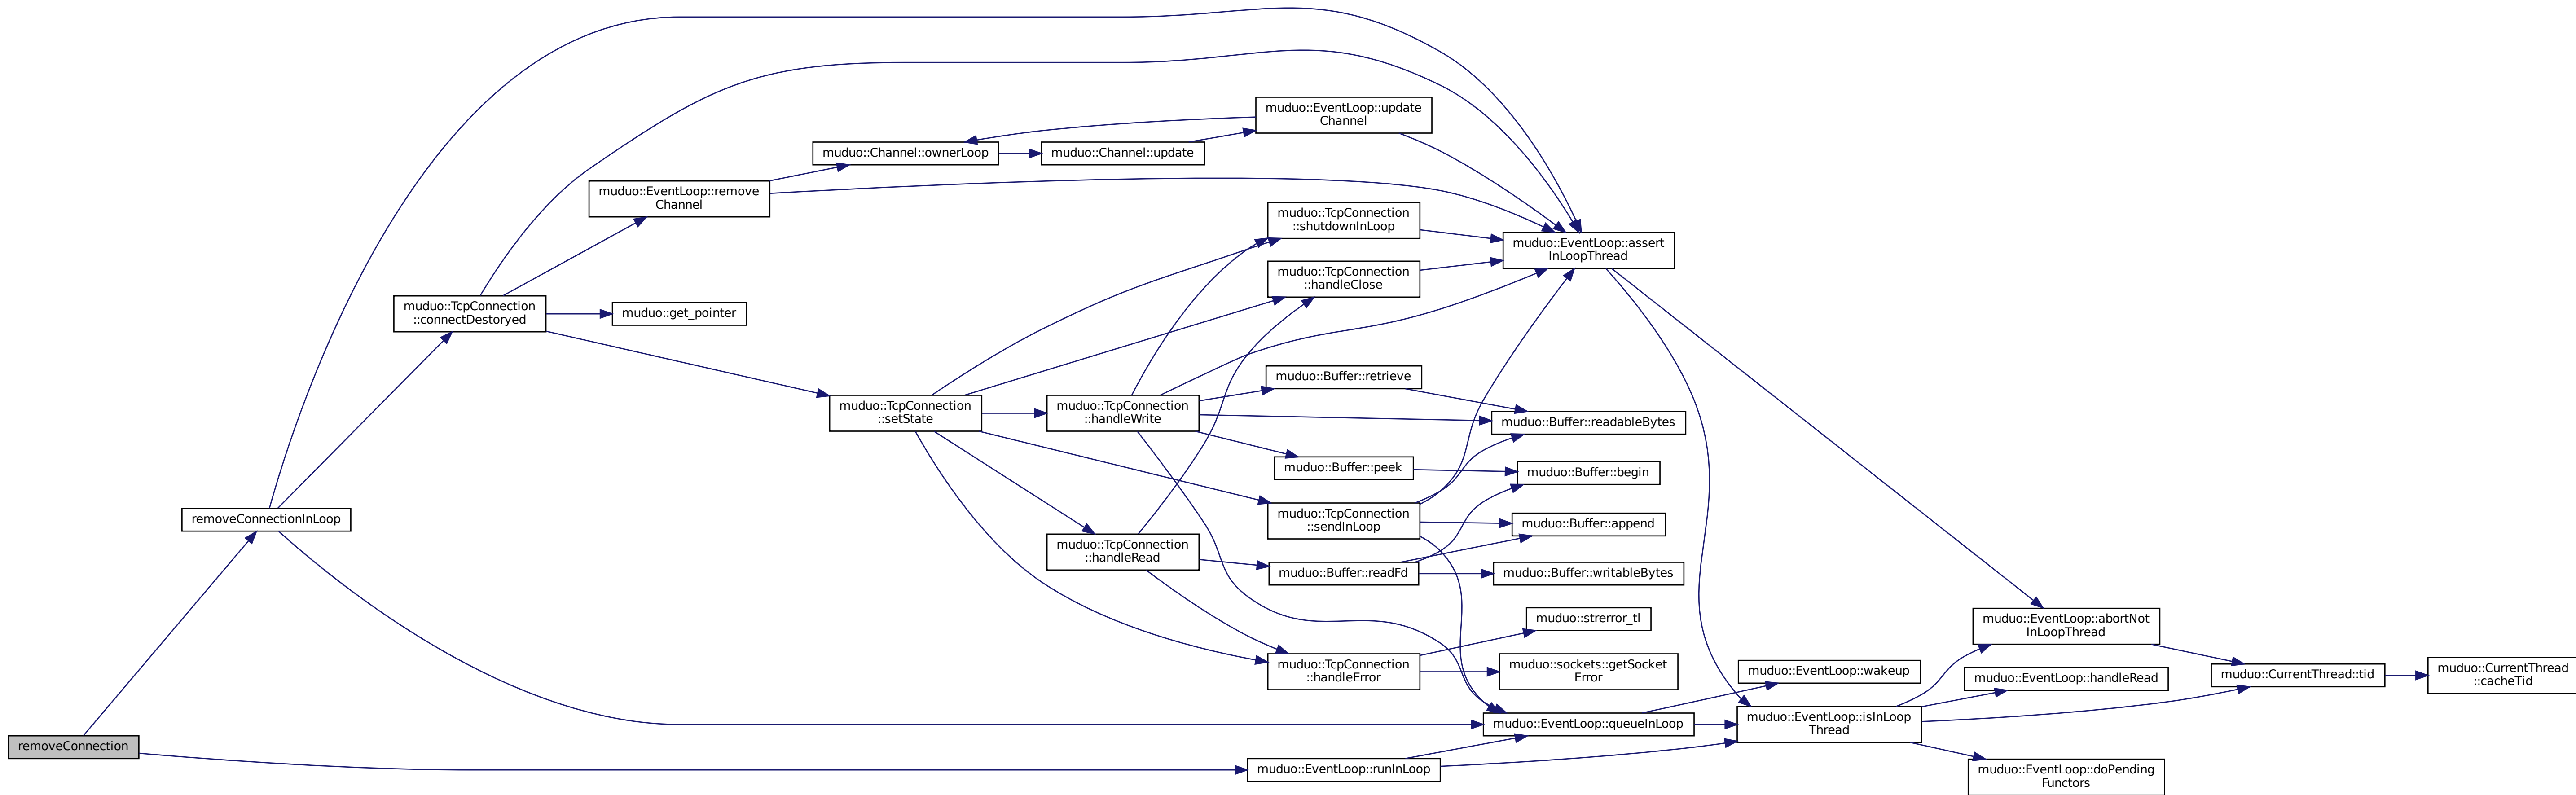 muduo::EventLoop::update
Channel
muduo::Channel::ownerLoop
muduo::Channel::update
muduo::EventLoop::remove
Channel
muduo::TcpConnection
::shutdownInLoop
muduo::EventLoop::assert
InLoopThread
muduo::TcpConnection
::handleClose
muduo::TcpConnection
::connectDestoryed
muduo::get_pointer
muduo::Buffer::retrieve
muduo::TcpConnection
::setState
muduo::TcpConnection
::handleWrite
muduo::Buffer::readableBytes
muduo::Buffer::peek
muduo::Buffer::begin
removeConnectionInLoop
muduo::TcpConnection
::sendInLoop
muduo::Buffer::append
muduo::TcpConnection
::handleRead
muduo::Buffer::readFd
muduo::Buffer::writableBytes
muduo::strerror_tl
muduo::EventLoop::abortNot
InLoopThread
muduo::TcpConnection
::handleError
muduo::sockets::getSocket
Error
muduo::EventLoop::wakeup
muduo::EventLoop::handleRead
muduo::CurrentThread::tid
muduo::CurrentThread
::cacheTid
muduo::EventLoop::queueInLoop
muduo::EventLoop::isInLoop
Thread
removeConnection
muduo::EventLoop::runInLoop
muduo::EventLoop::doPending
Functors